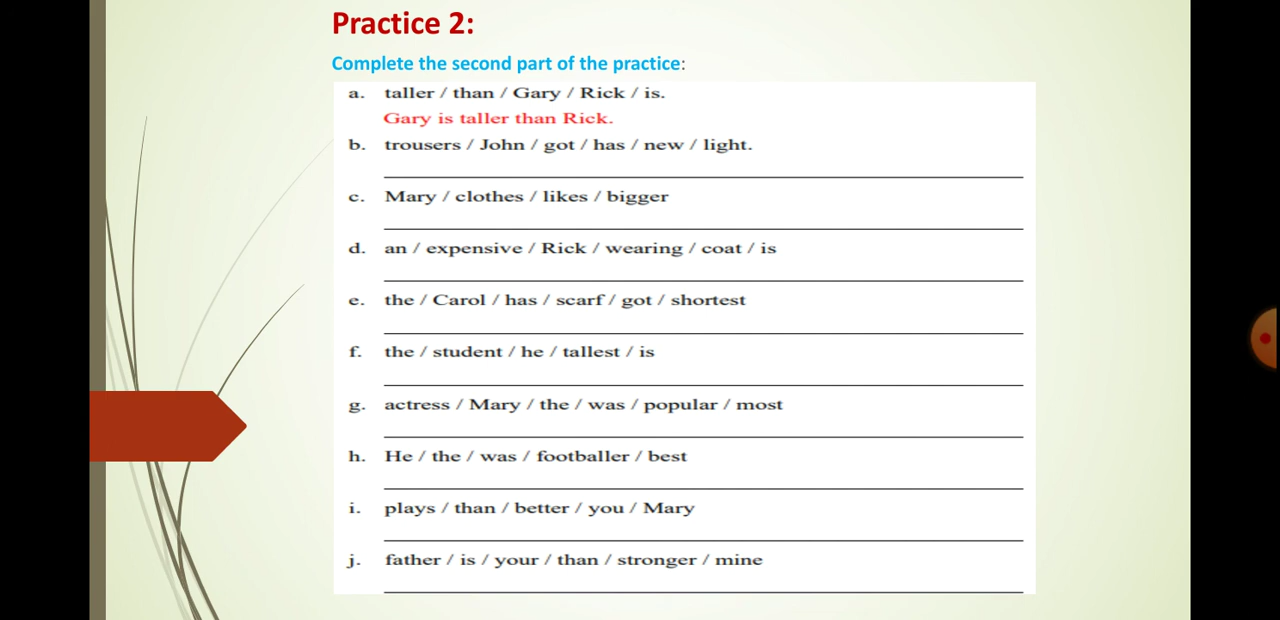 Practice 2:
Complete the second part of the practice:
a. taller / than / Gary / Rick / is.
Gary is taller than Rick.
b. trousers / John / got / has / new / light.
c. Mary / clothes / likes / bigger
d. an / expensive / Rick / wearing / coat / is
e. the / Carol / has / scarf / got / shortest
f. the / student / he / tallest / is
g. actress / Mary / the / was / popular / most
h. He / the / was / footballer / best
i. plays / than / better / you / Mary
j. father / is / your / than / stronger / mine